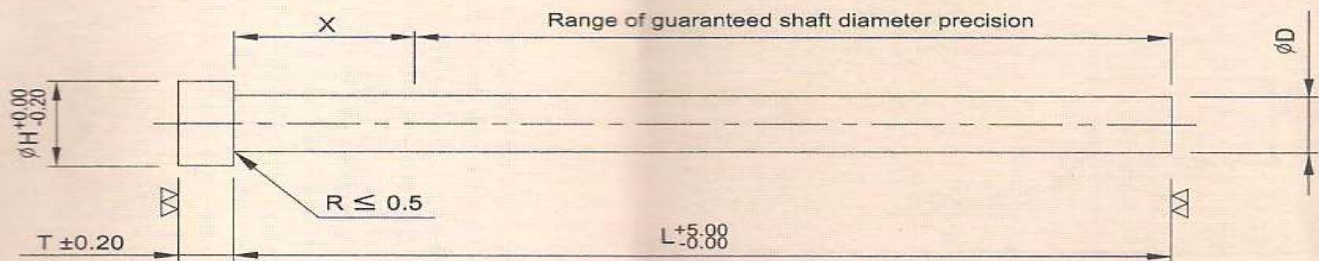 X
Range of guaranteed shaft diameter precision
øD
øH+0.00
-0.20
R ≤ 0.5
T ±0.20
L+5.00
-0.00